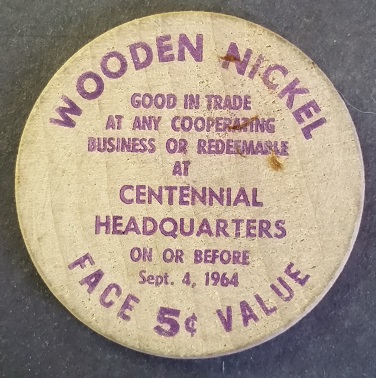 WOODEN NICKEL
GOOD IN TRADE
AT ANY COOPERATING
BUSINESS OR REDEEMABLE
AT
CENTENNIAL
HEADQUARTERS
ON OR BEFORE
Sept. 4, 1964
FACE 5¢ VALUE